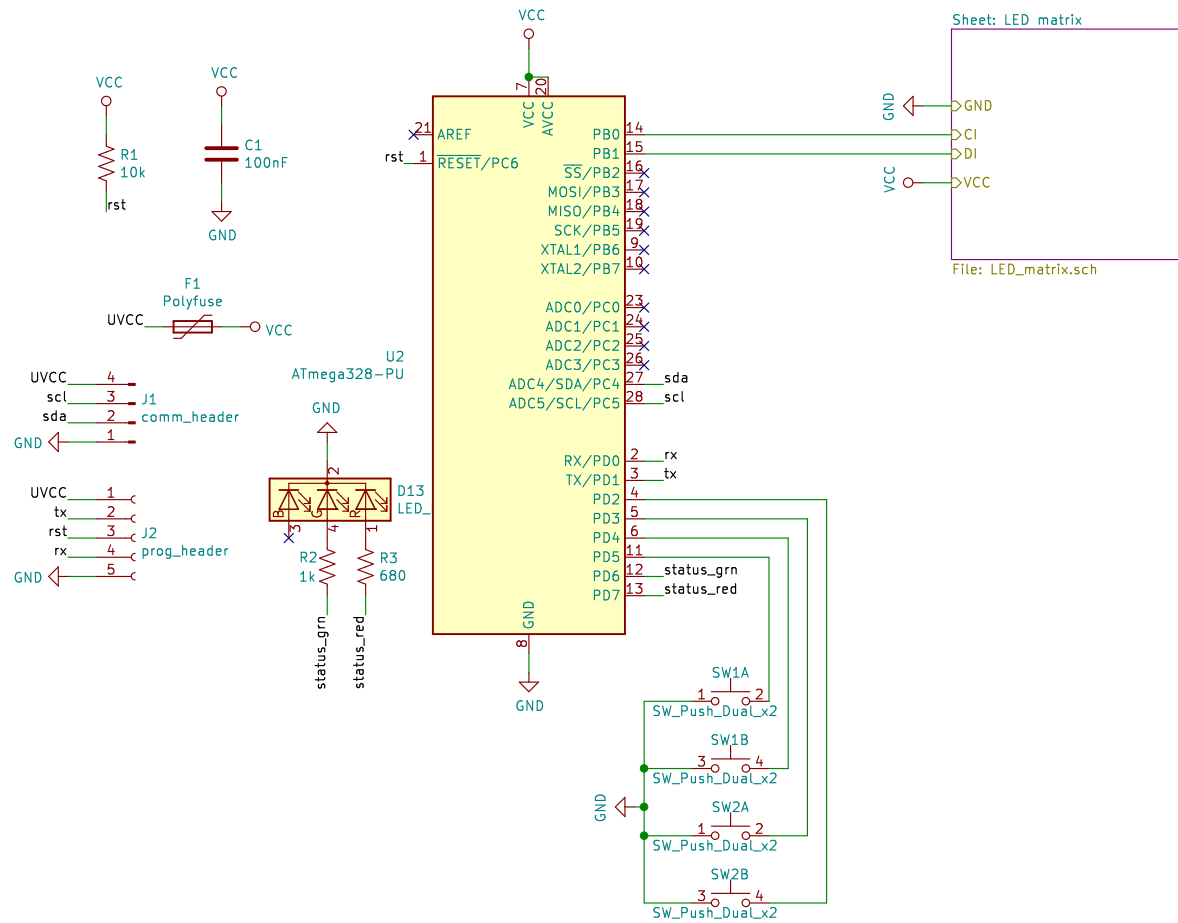 VCC
R1
10k
rst
VCC
C1
100nF
GND
F1
Polyfuse
UVCC
VCC
UVCC 4
scl 3
sda 2
GND 1
J1
comm_header
UVCC 1
tx 2
rst 3
rx 4
GND 5
J2
prog_header
GND
2
B G R
3 4 1
D13
LED_
R2
1k
R3
680
status_grn
status_red
U2
ATmega328-PU
VCC
7 20
VCC AVCC
21 AREF
rst 1 RESET/PC6
PB0 14
PB1 15
SS/PB2 16
MOSI/PB3 17
MISO/PB4 18
SCK/PB5 19
XTAL1/PB6 9
XTAL2/PB7 10
ADC0/PC0 23
ADC1/PC1 24
ADC2/PC2 25
ADC3/PC3 26
ADC4/SDA/PC4 27 sda
ADC5/SCL/PC5 28 scl
RX/PD0 2 rx
TX/PD1 3 tx
PD2 4
PD3 5
PD4 6
PD5 11
PD6 12 status_grn
PD7 13 status_red
GND
8
GND
Sheet: LED matrix
GND GND
CI
DI
VCC VCC
File: LED_matrix.sch
SW1A
1 2
SW_Push_Dual_x2
SW1B
3 4
SW_Push_Dual_x2
GND
SW2A
1 2
SW_Push_Dual_x2
SW2B
3 4
SW_Push_Dual_x2